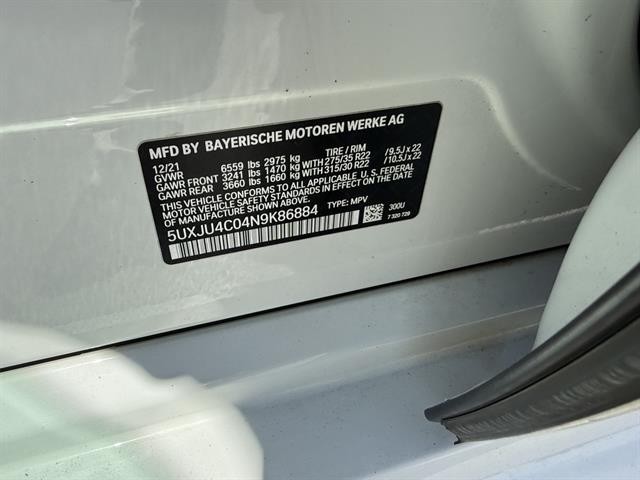 MFD BY BAYERISCHE MOTOREN WERKE AG
12/21
GVWR 6559 lbs 2975 kg TIRE / RIM
GAWR FRONT 3241 lbs 1470 kg WITH 275/35 R22 /9.5J x 22
GAWR REAR 3660 lbs 1660 kg WITH 315/30 R22 /10.5J x 22
THIS VEHICLE CONFORMS TO ALL APPLICABLE U.S. FEDERAL
MOTOR VEHICLE SAFETY STANDARDS IN EFFECT ON THE DATE OF MANUFACTURE SHOWN ABOVE.
5UXJU4C04N9K86884 TYPE: MPV 300U
7 320 729